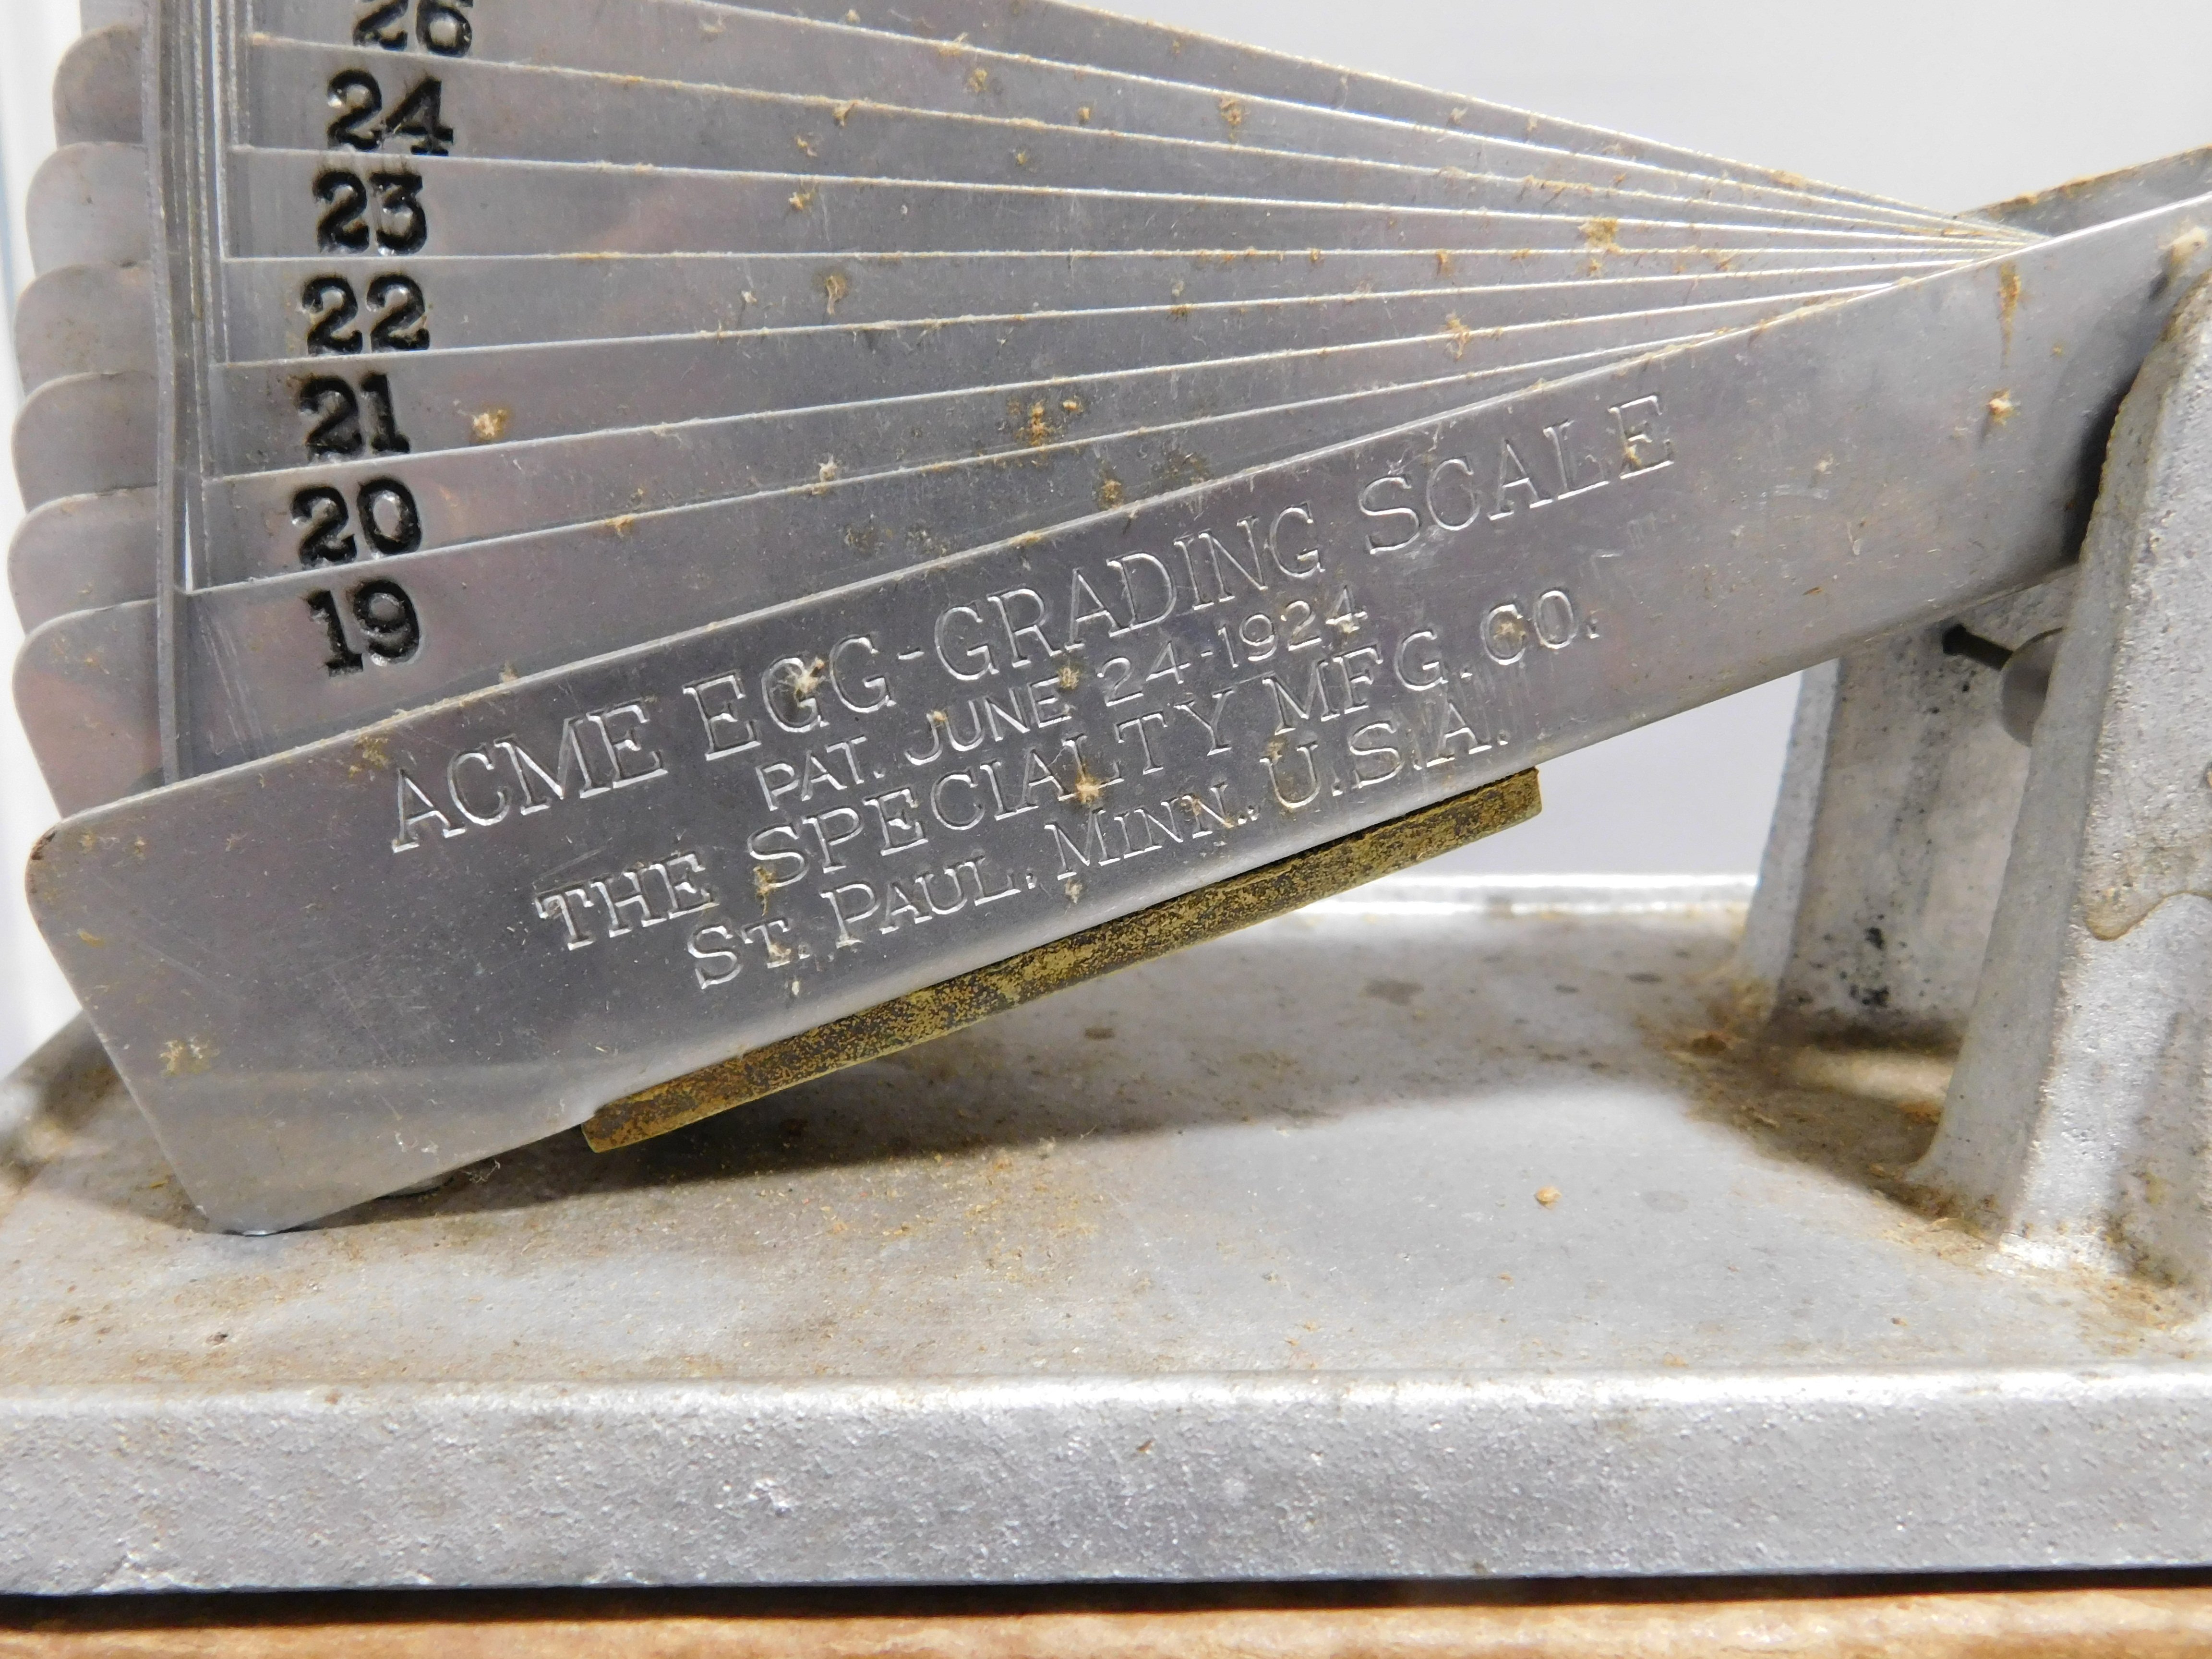 26
24
23
22
21
20
19
ACME EGG-GRADING SCALE
PAT. JUNE 24-1924
THE SPECIALTY MFG. CO.
ST. PAUL, MINN., U.S.A.